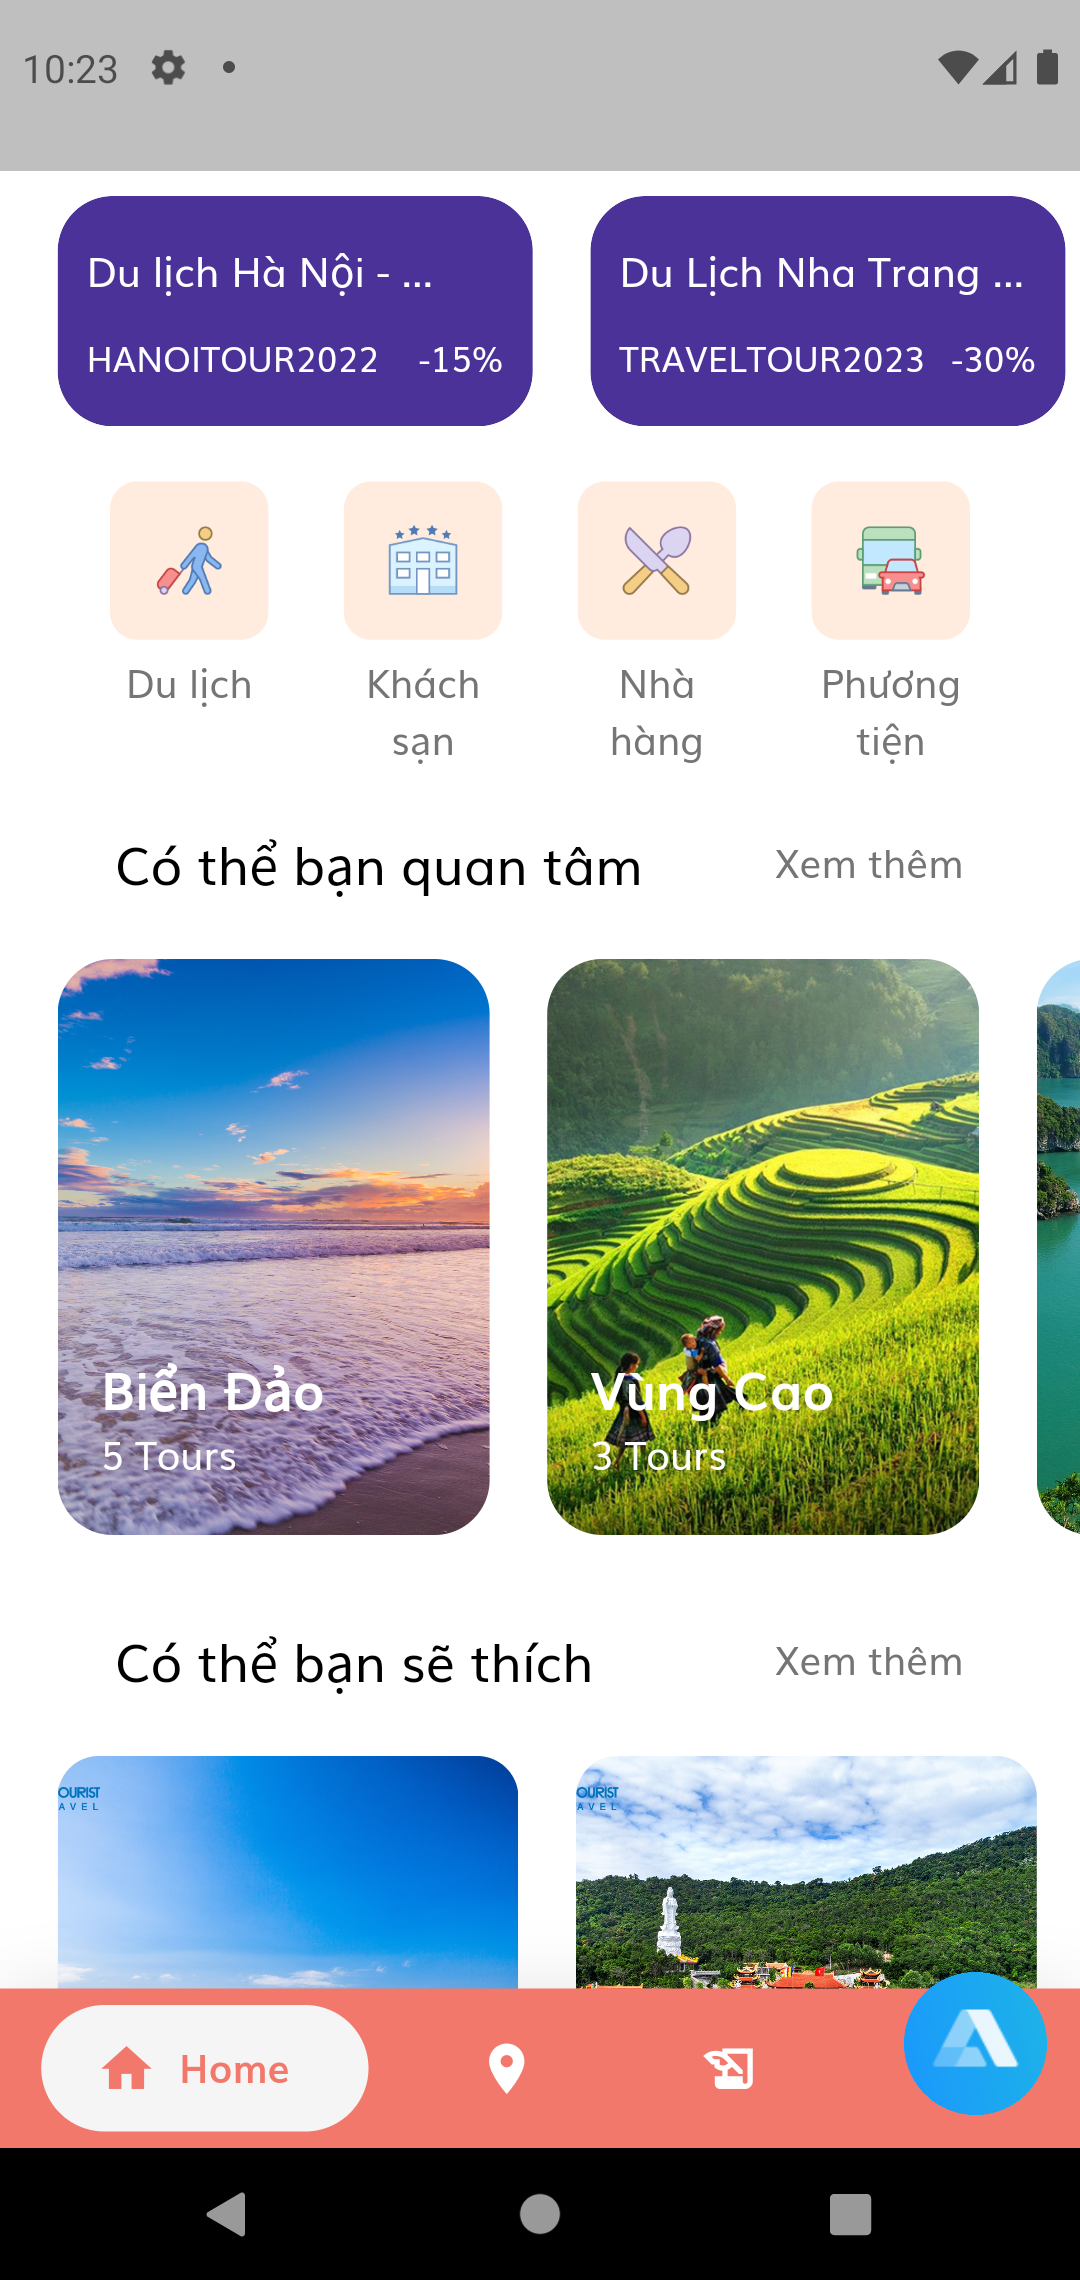 10:23
Du lịch Hà Nội - ...
HANOITOUR2022 -15%
Du Lịch Nha Trang ...
TRAVELTOUR2023 -30%
Du lịch
Khách
sạn
Nhà
hàng
Phương
tiện
Có thể bạn quan tâm
Xem thêm
Biển Đảo
5 Tours
Vùng Cao
3 Tours
Có thể bạn sẽ thích
Xem thêm
OURIST
AVEL
OURIST
AVEL
Home